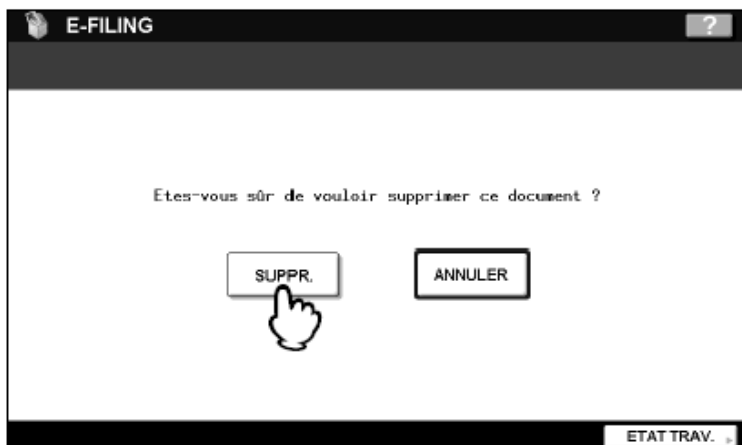 E-FILING ?
Etes-vous sûr de vouloir supprimer ce document ?
SUPPR. ANNULER
ETAT TRAV.